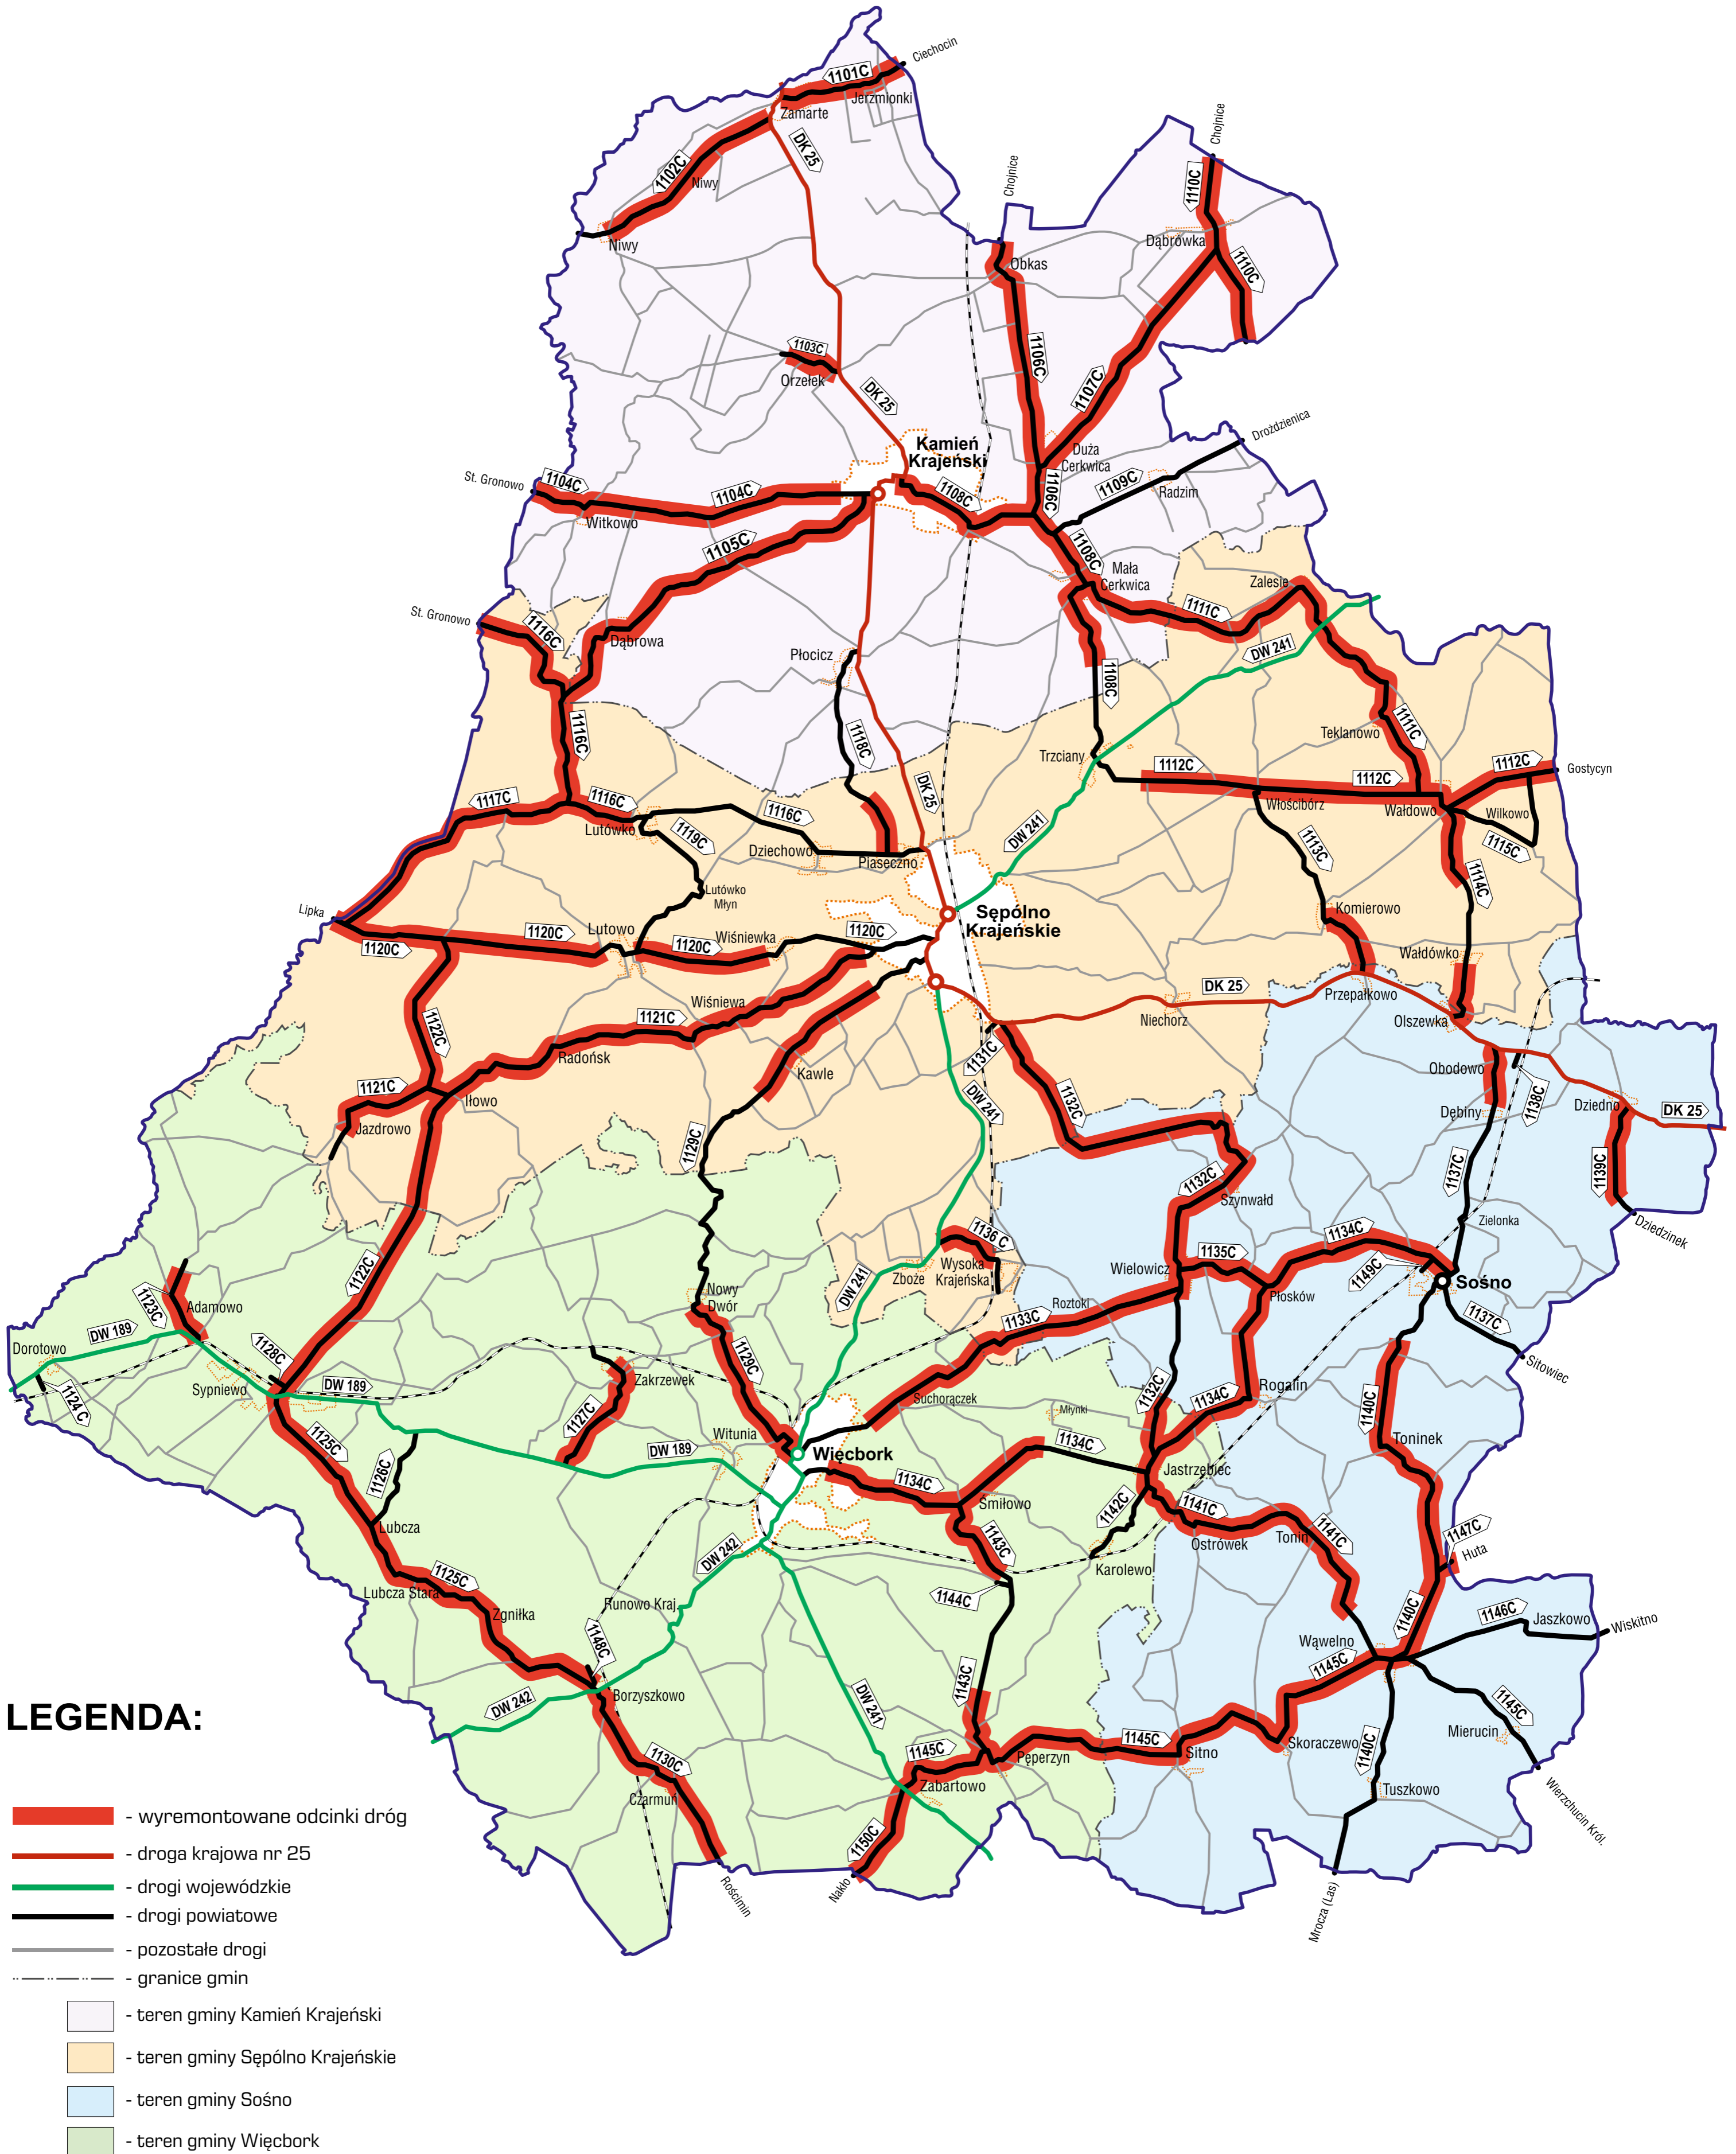 Ciechocin
1101C
Jerzmionki
Zamarte
DK 25
1102C
Niwy
Niwy
Chojnice
Chojnice
1110C
Dąbrówka
1110C
Obkas
1103C
Orzełek
1106C
1107C
DK 25
Kamień
Krajeński
Duża
Cerkwica
Drożdzienica
St. Gronowo
1104C
1104C
1108C
1106C
1109C
Radzim
Witkowo
1105C
1108C
Mała
Cerkwica
Zalesie
St. Gronowo
1116C
Dąbrowa
1111C
Płocicz
DW 241
1108C
1116C
1118C
Teklanowo
1111C
Trzciany
1112C
1112C
1112C
Gostycyn
DK 25
1117C
1116C
1116C
Włościbórz
Wałdowo
Wilkowo
Lutówko
1119C
Dziechowo
Piaseczno
DW 241
1113C
1115C
1114C
Lutówko
Młyn
Lipka
Sępólno
Krajeńskie
Komierowo
1120C
1120C
Lutowo
1120C
Wiśniewka
1120C
Wałdówko
Przepałkowo
DK 25
Wiśniewa
1121C
1122C
Niechorz
Olszewka
Radońsk
1131C
Kawle
Obodowo
1121C
Iłowo
DW 241
1132C
1138C
Dębiny
Dziedno
DK 25
Jazdrowo
1129C
1137C
1139C
1132C
Szynwałd
Zielonka
Dziedzinek
1136 C
Wysoka
Krajeńska
Zboże
1134C
1135C
Wielowicz
1149C
Sośno
Płosków
1122C
1123C
Adamowo
DW 241
Nowy
Dwór
Roztoki
1133C
1137C
Sitowiec
DW 189
Dorotowo
1128C
1129C
1124 C
Sypniewo
DW 189
Zakrzewek
1127C
Suchorączek
Młynki
1132C
1134C
Rogalin
1140C
Toninek
1125C
1126C
Witunia
DW 189
Więcbork
1134C
1134C
Jastrzębiec
Śmiłowo
1142C
1141C
Lubcza
Ostrówek
Tonin
1141C
1147C
Huta
DW 242
1143C
Karolewo
Lubcza Stara
1125C
1144C
Zgniłka
Runowo Kraj.
1140C
1146C
Jaszkowo
Wiskitno
1148C
Wąwelno
1145C
Borzyszkowo
1143C
1145C
Mierucin
DW 242
DW 241
LEGENDA:
1145C
1145C
Sitno
Skoraczewo
Pęperzyn
1140C
1130C
Czarmuń
Zabartowo
Tuszkowo
Wierzchucin Król.
1150C
Nakło
Rościmin
Mrocza (Las)
- wyremontowane odcinki dróg
- droga krajowa nr 25
- drogi wojewódzkie
- drogi powiatowe
- pozostałe drogi
- granice gmin
- teren gminy Kamień Krajeński
- teren gminy Sępólno Krajeńskie
- teren gminy Sośno
- teren gminy Więcbork